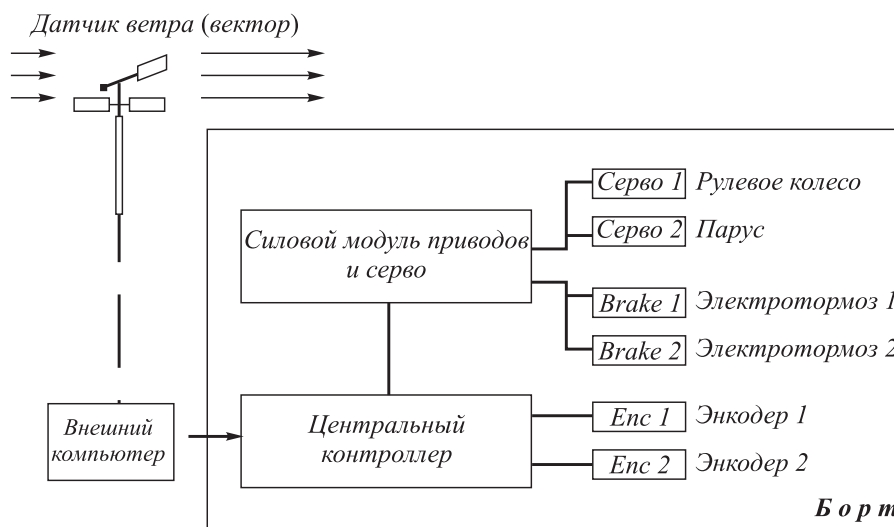 Датчик ветра (вектор)
Серво 1 Рулевое колесо
Серво 2 Парус
Силовой модуль приводов
и серво
Brake 1 Электротормоз 1
Brake 2 Электротормоз 2
Внешний
компьютер
Центральный
контроллер
Enc 1 Энкодер 1
Enc 2 Энкодер 2
Борт